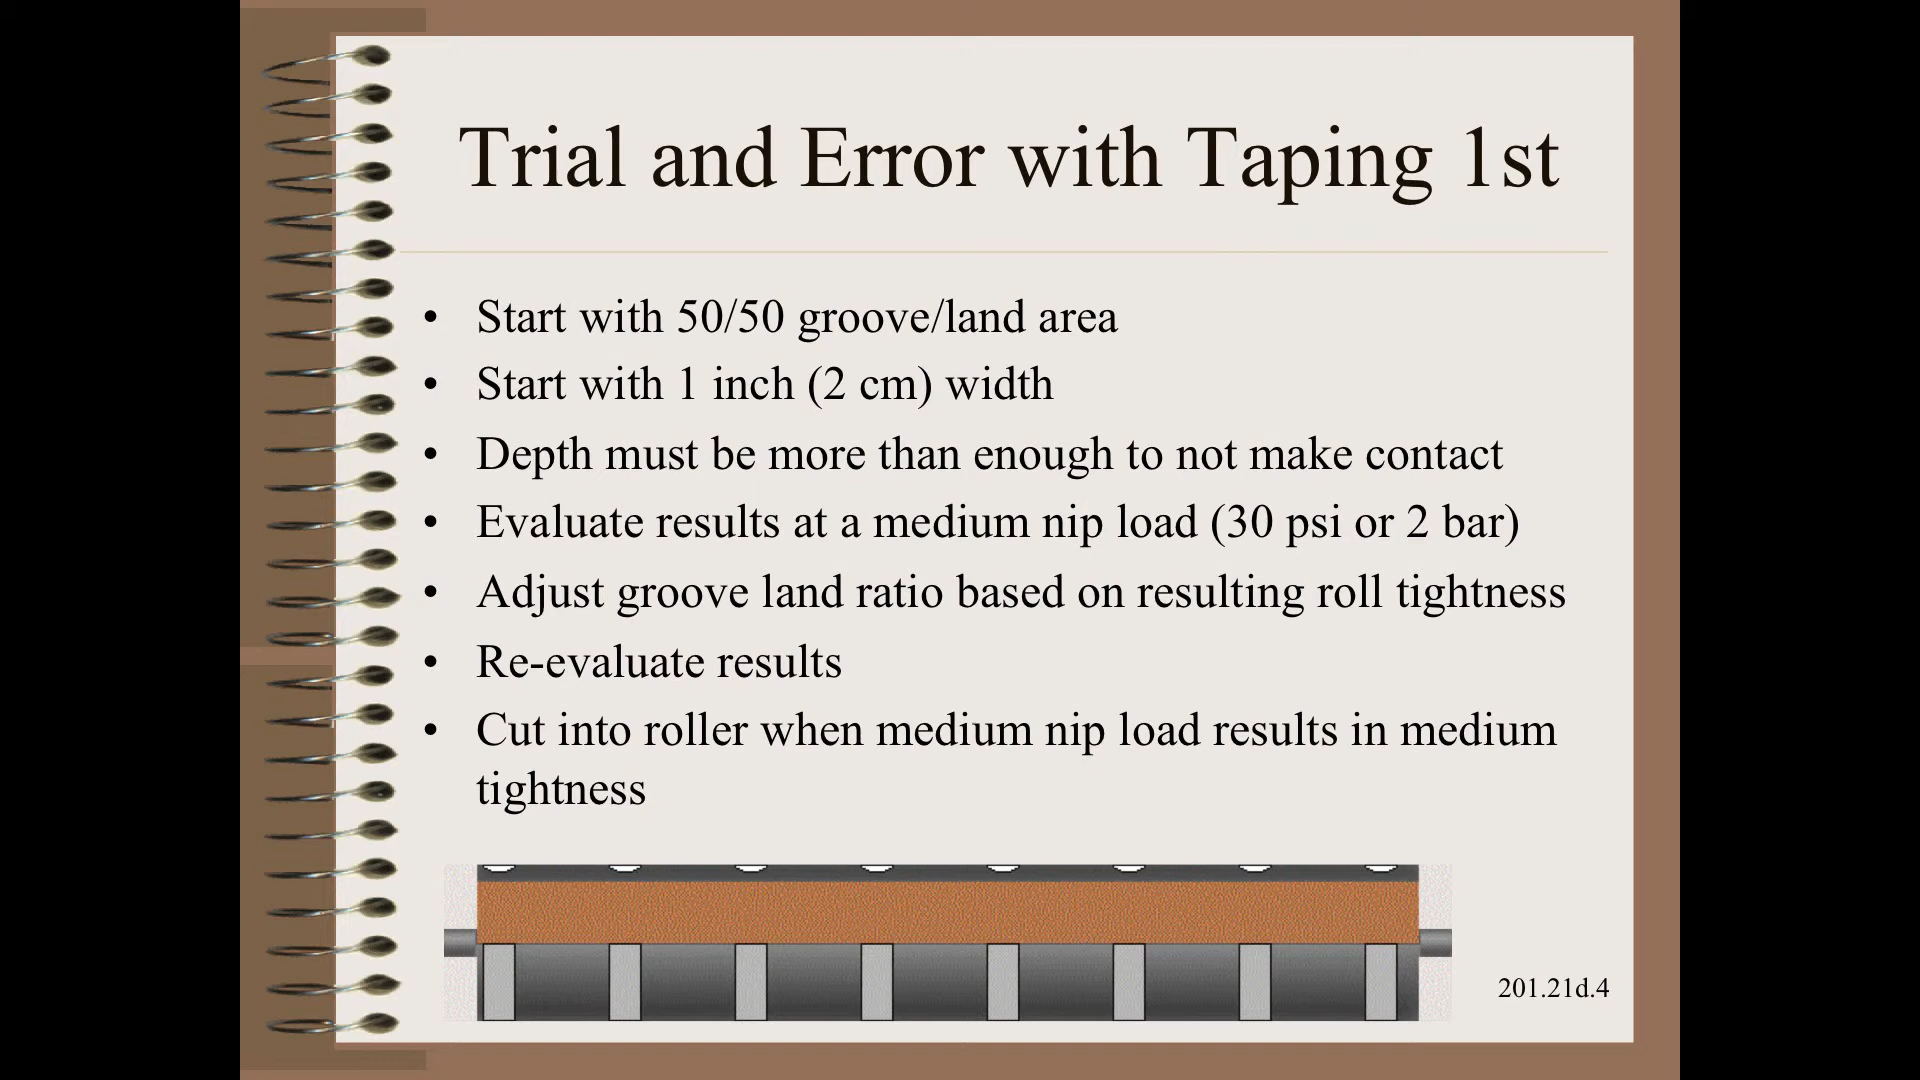 Trial and Error with Taping 1st
• Start with 50/50 groove/land area
• Start with 1 inch (2 cm) width
• Depth must be more than enough to not make contact
• Evaluate results at a medium nip load (30 psi or 2 bar)
• Adjust groove land ratio based on resulting roll tightness
• Re-evaluate results
• Cut into roller when medium nip load results in medium
tightness
201.21d.4